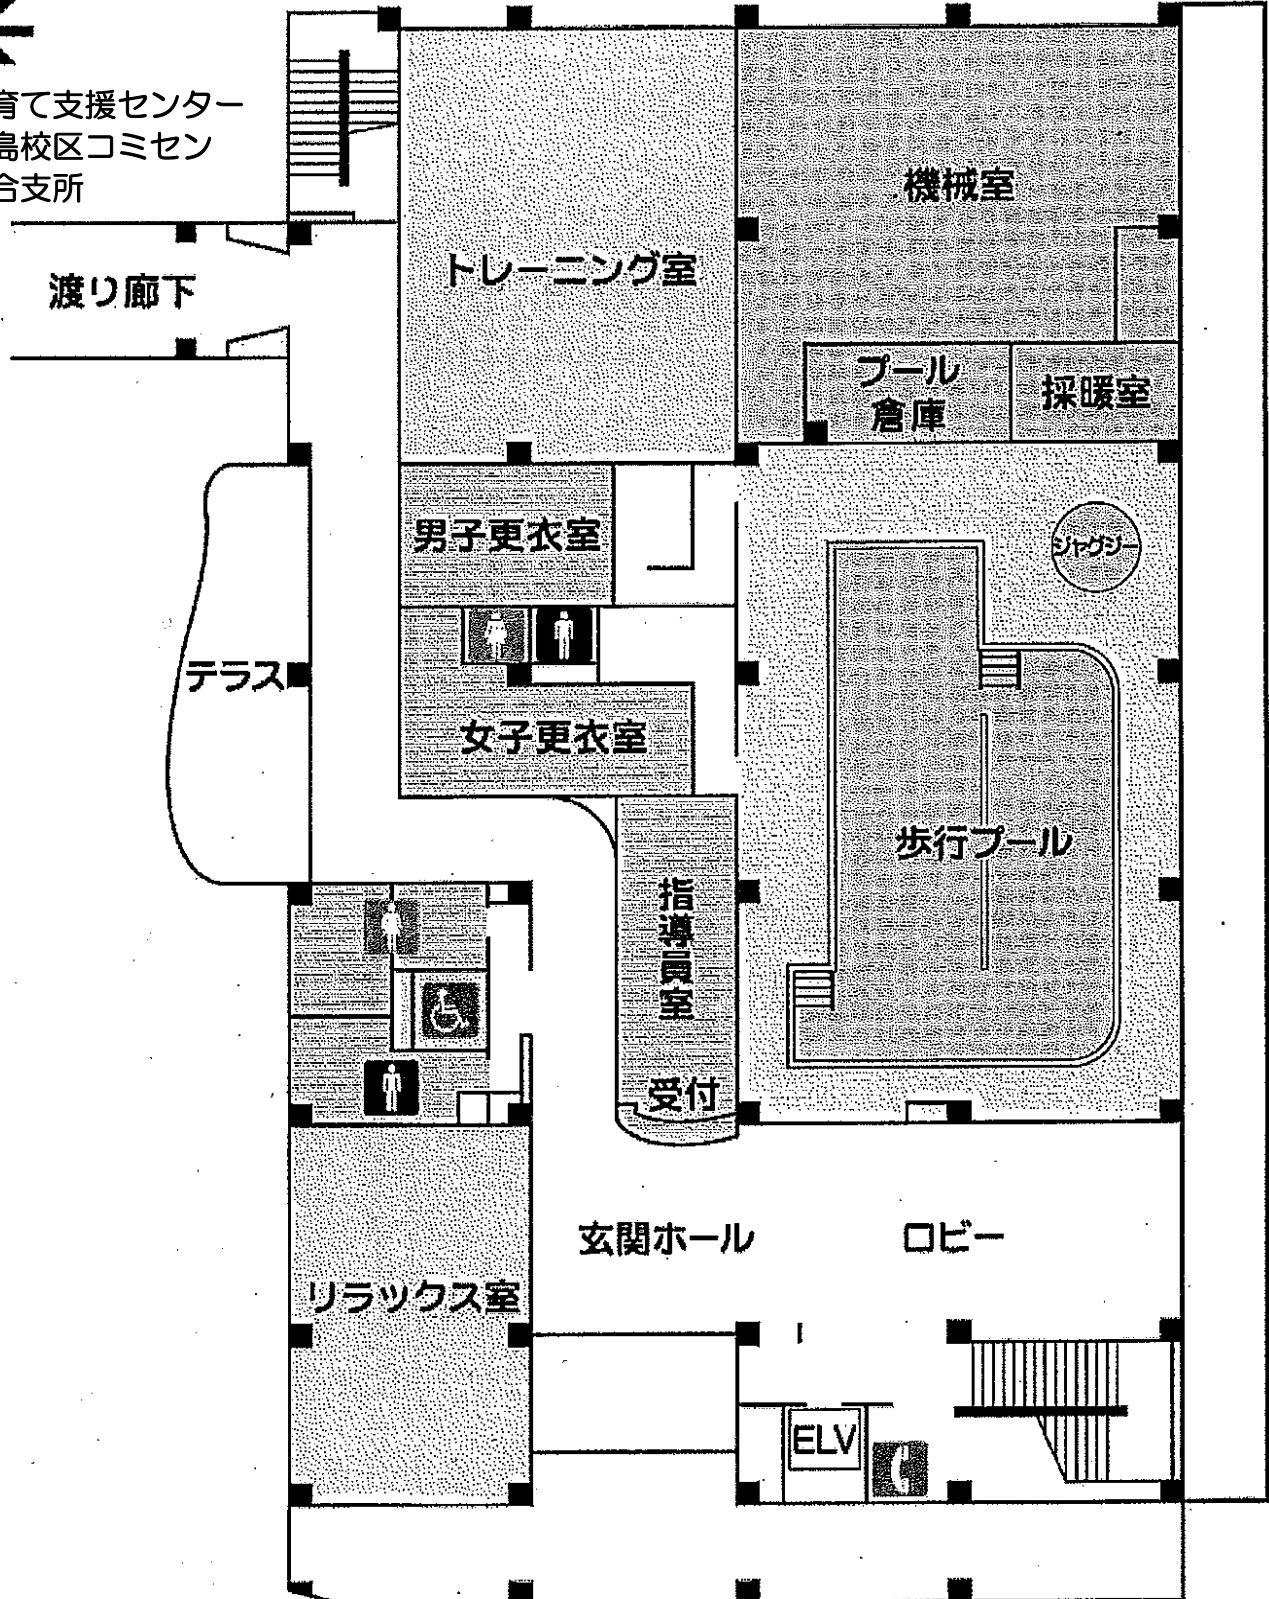 育て支援センター
島校区コミセン
合支所
渡り廊下
トレーニング室
機械室
プール
倉庫
採暖室
男子更衣室
ジャグジー
テラス
女子更衣室
歩行プール
指導員室
受付
玄関ホール
ロビー
リラックス室
ELV